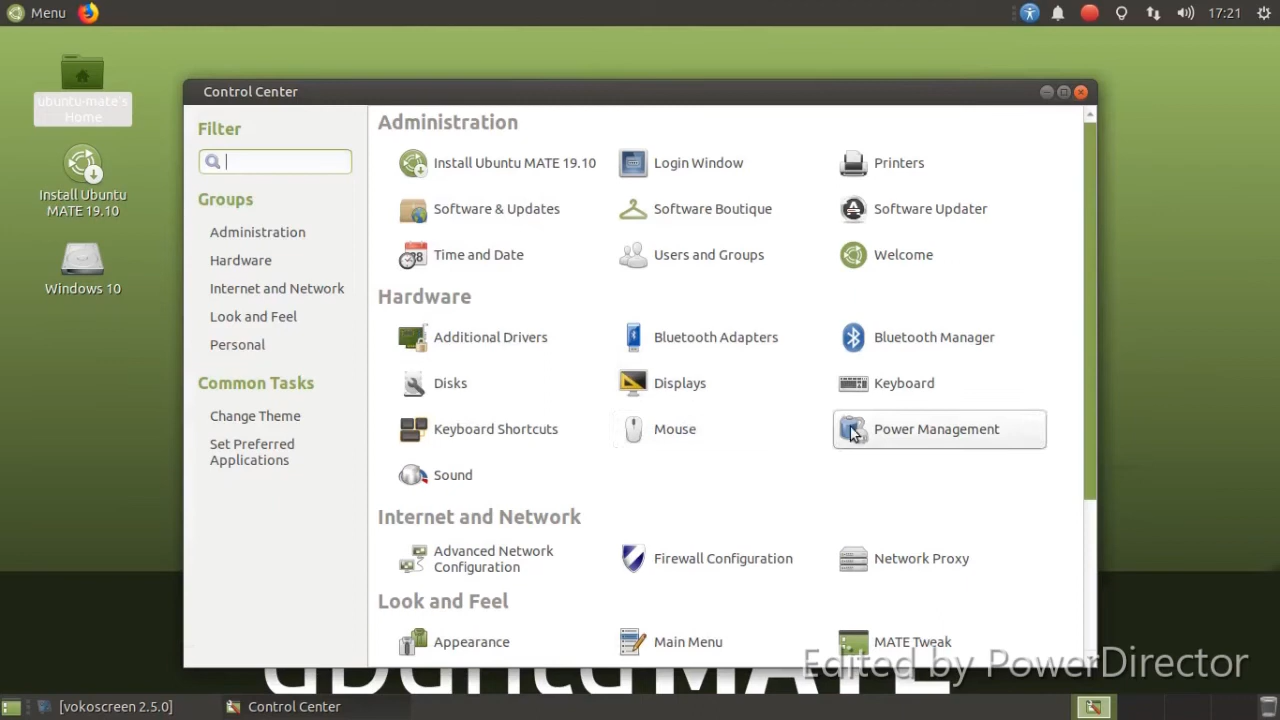 Menu
17:21
ubuntu-mate's
Home
Install Ubuntu
MATE 19.10
Windows 10
Control Center
Filter
Groups
Administration
Hardware
Internet and Network
Look and Feel
Personal
Common Tasks
Change Theme
Set Preferred
Applications
Administration
Install Ubuntu MATE 19.10
Login Window
Printers
Software & Updates
Software Boutique
Software Updater
Time and Date
Users and Groups
Welcome
Hardware
Additional Drivers
Bluetooth Adapters
Bluetooth Manager
Disks
Displays
Keyboard
Keyboard Shortcuts
Mouse
Power Management
Sound
Internet and Network
Advanced Network
Configuration
Firewall Configuration
Network Proxy
Look and Feel
Appearance
Main Menu
MATE Tweak
Edited by PowerDirector
ubuntu MATE
[vokoscreen 2.5.0]
Control Center